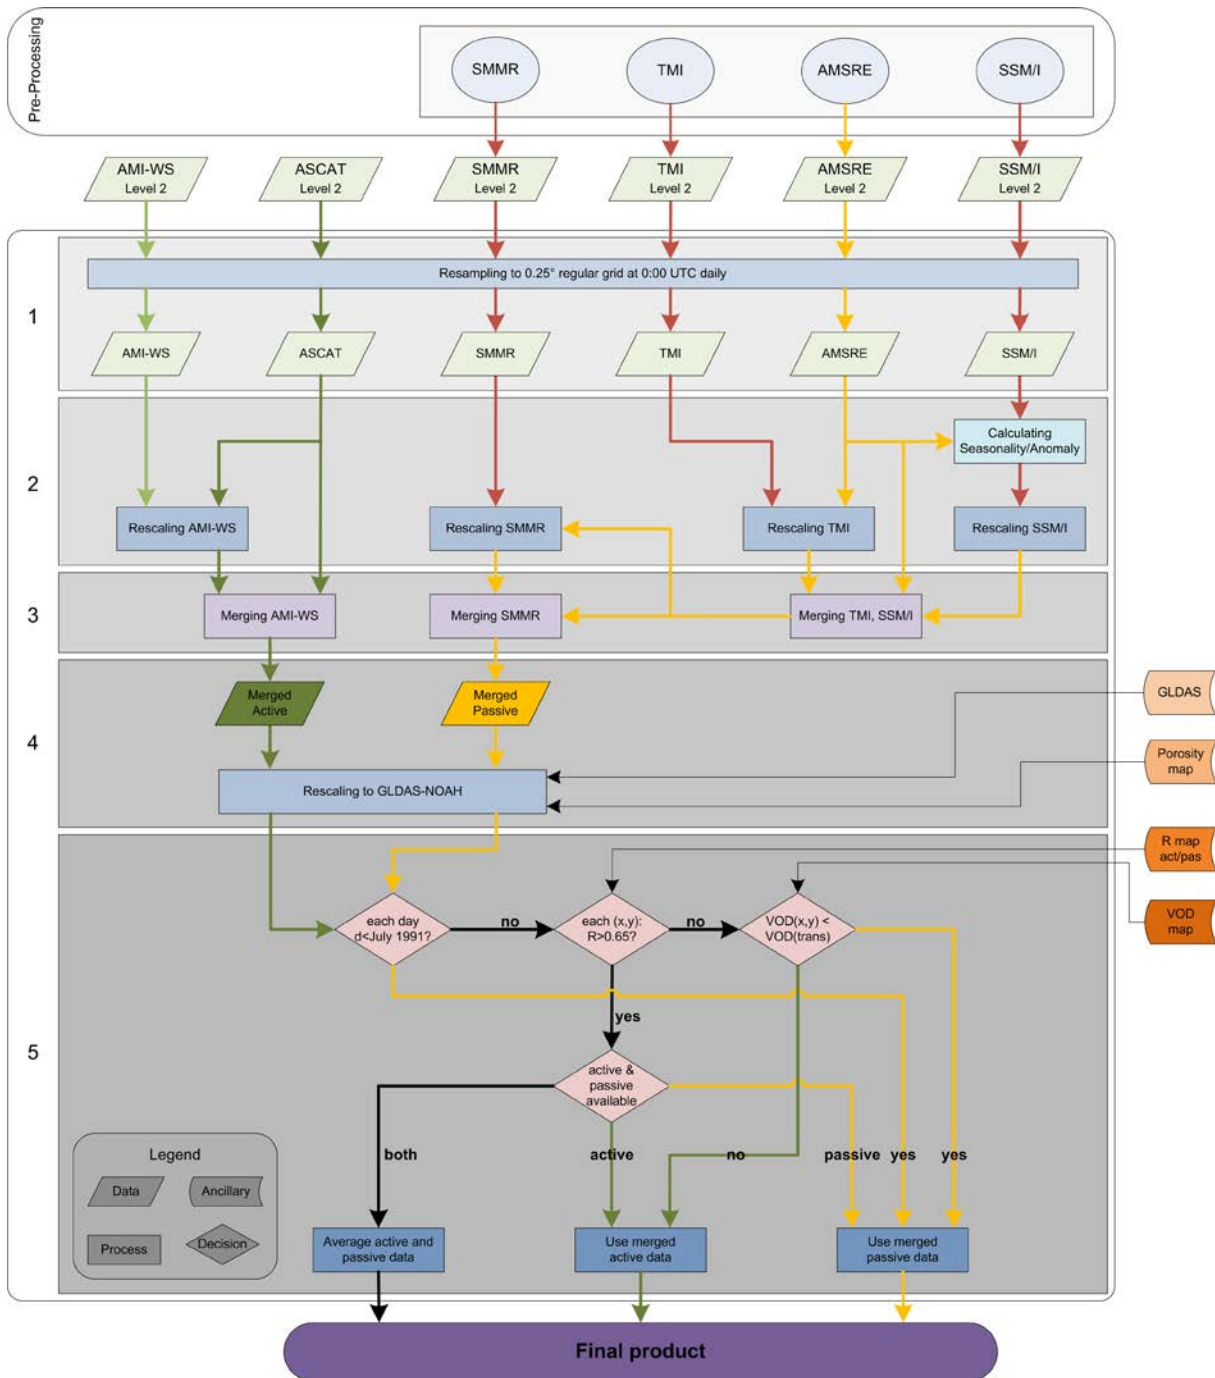 Pre-Processing
SMMR
TMI
AMSRE
SSM/I
AMI-WS
Level 2
ASCAT
Level 2
SMMR
Level 2
TMI
Level 2
AMSRE
Level 2
SSM/I
Level 2
1
Resampling to 0.25° regular grid at 0:00 UTC daily
AMI-WS
ASCAT
SMMR
TMI
AMSRE
SSM/I
2
Calculating
Seasonality/Anomaly
Rescaling AMI-WS
Rescaling SMMR
Rescaling TMI
Rescaling SSM/I
3
Merging AMI-WS
Merging SMMR
Merging TMI, SSM/I
4
Merged
Active
Merged
Passive
GLDAS
Porosity
map
Rescaling to GLDAS-NOAH
R map
act/pas
VOD
map
5
each day
d<July 1991?
no
each (x,y):
R>0.65?
no
VOD(x,y) <
VOD(trans)
yes
active &
passive
available
both
active
no
passive
yes
yes
Legend
Data
Ancillary
Process
Decision
Average active and
passive data
Use merged
active data
Use merged
passive data
Final product